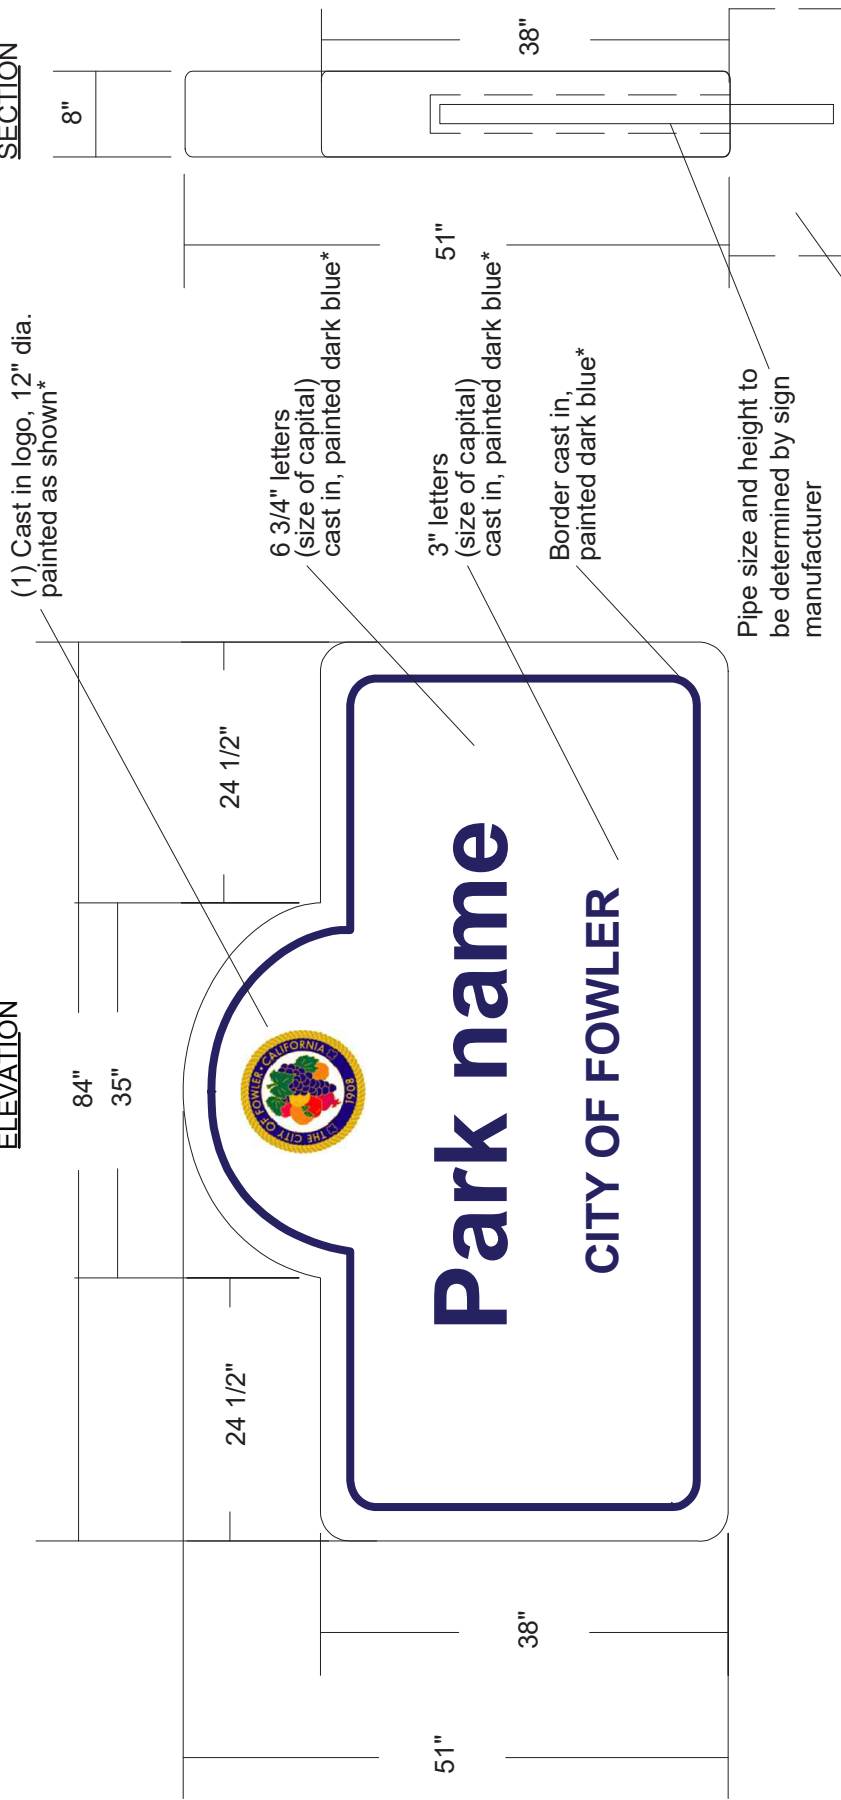 ELEVATION
SECTION
84"
35"
24 1/2"
24 1/2"
(1) Cast in logo, 12" dia.
painted as shown*
THE CITY OF FOWLER • CALIFORNIA
1908
Park name
CITY OF FOWLER
6 3/4" letters
(size of capital)
cast in, painted dark blue*
3" letters
(size of capital)
cast in, painted dark blue*
Border cast in,
painted dark blue*
Pipe size and height to
be determined by sign
manufacturer
38"
51"
8"
38"
51"